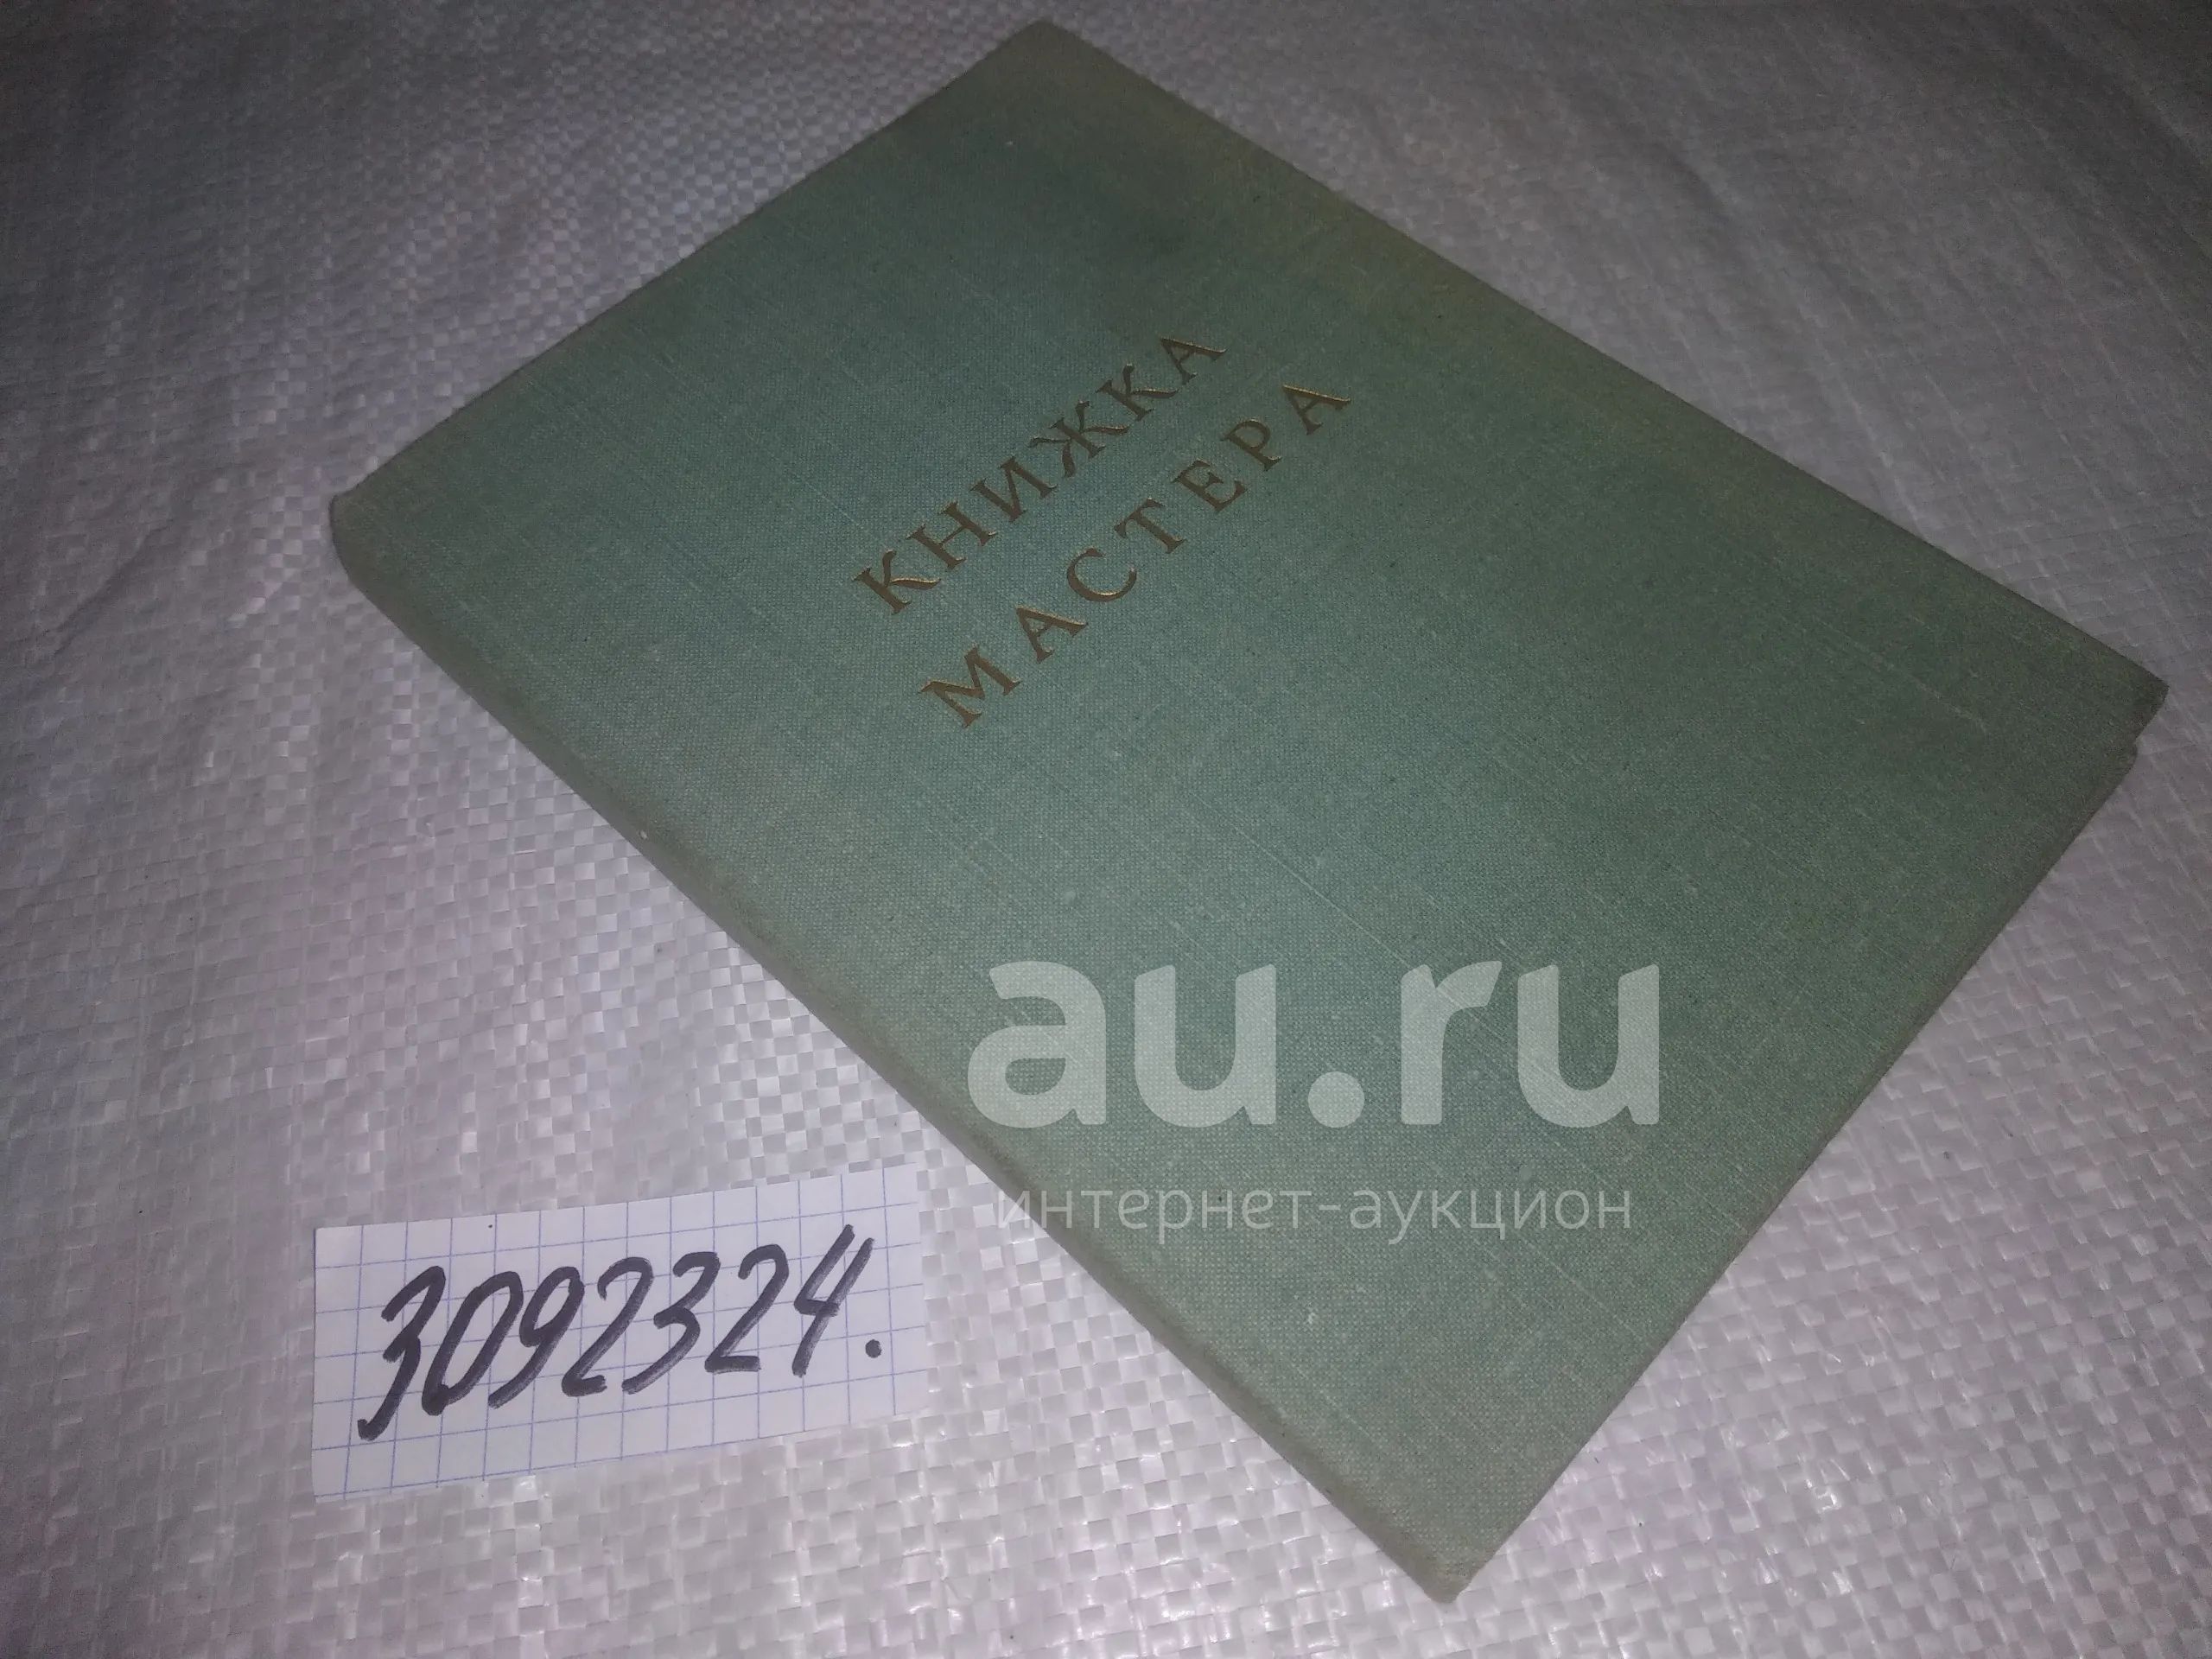 КНИЖКА
МАСТЕРА
au.ru
интернет-аукцион
3092324.